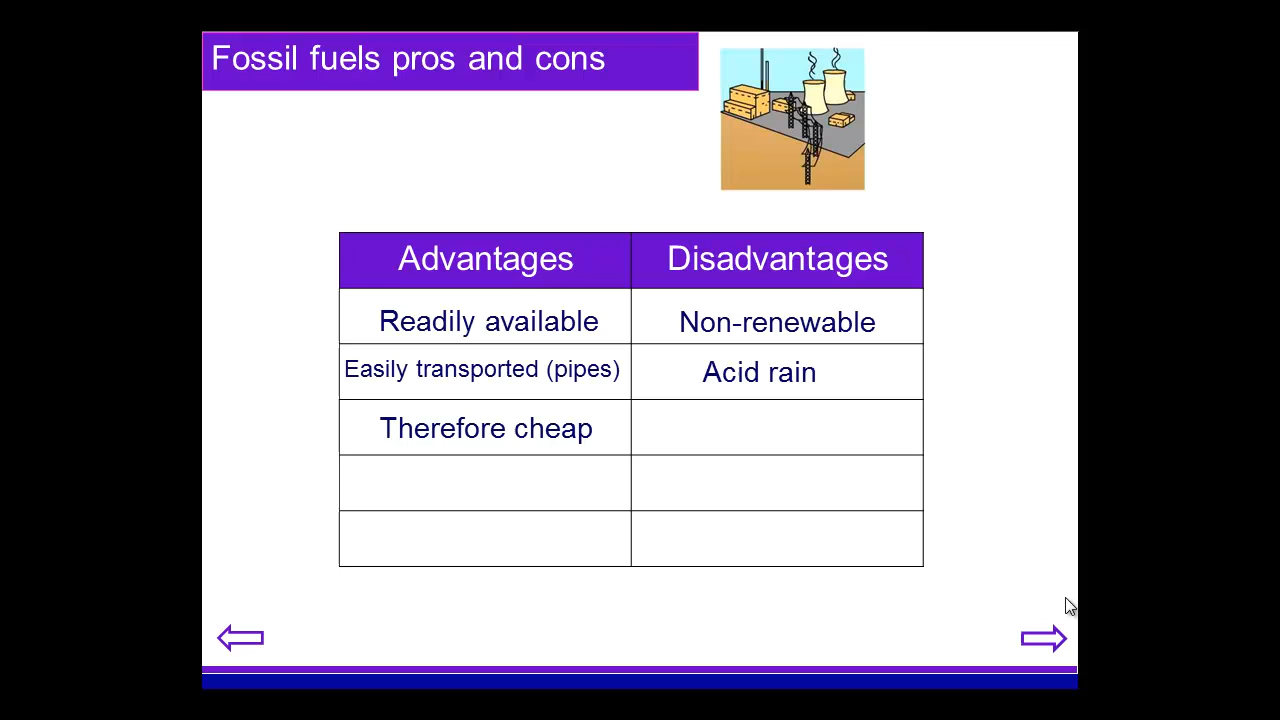 Fossil fuels pros and cons
Advantages Disadvantages
Readily available Non-renewable
Easily transported (pipes) Acid rain
Therefore cheap